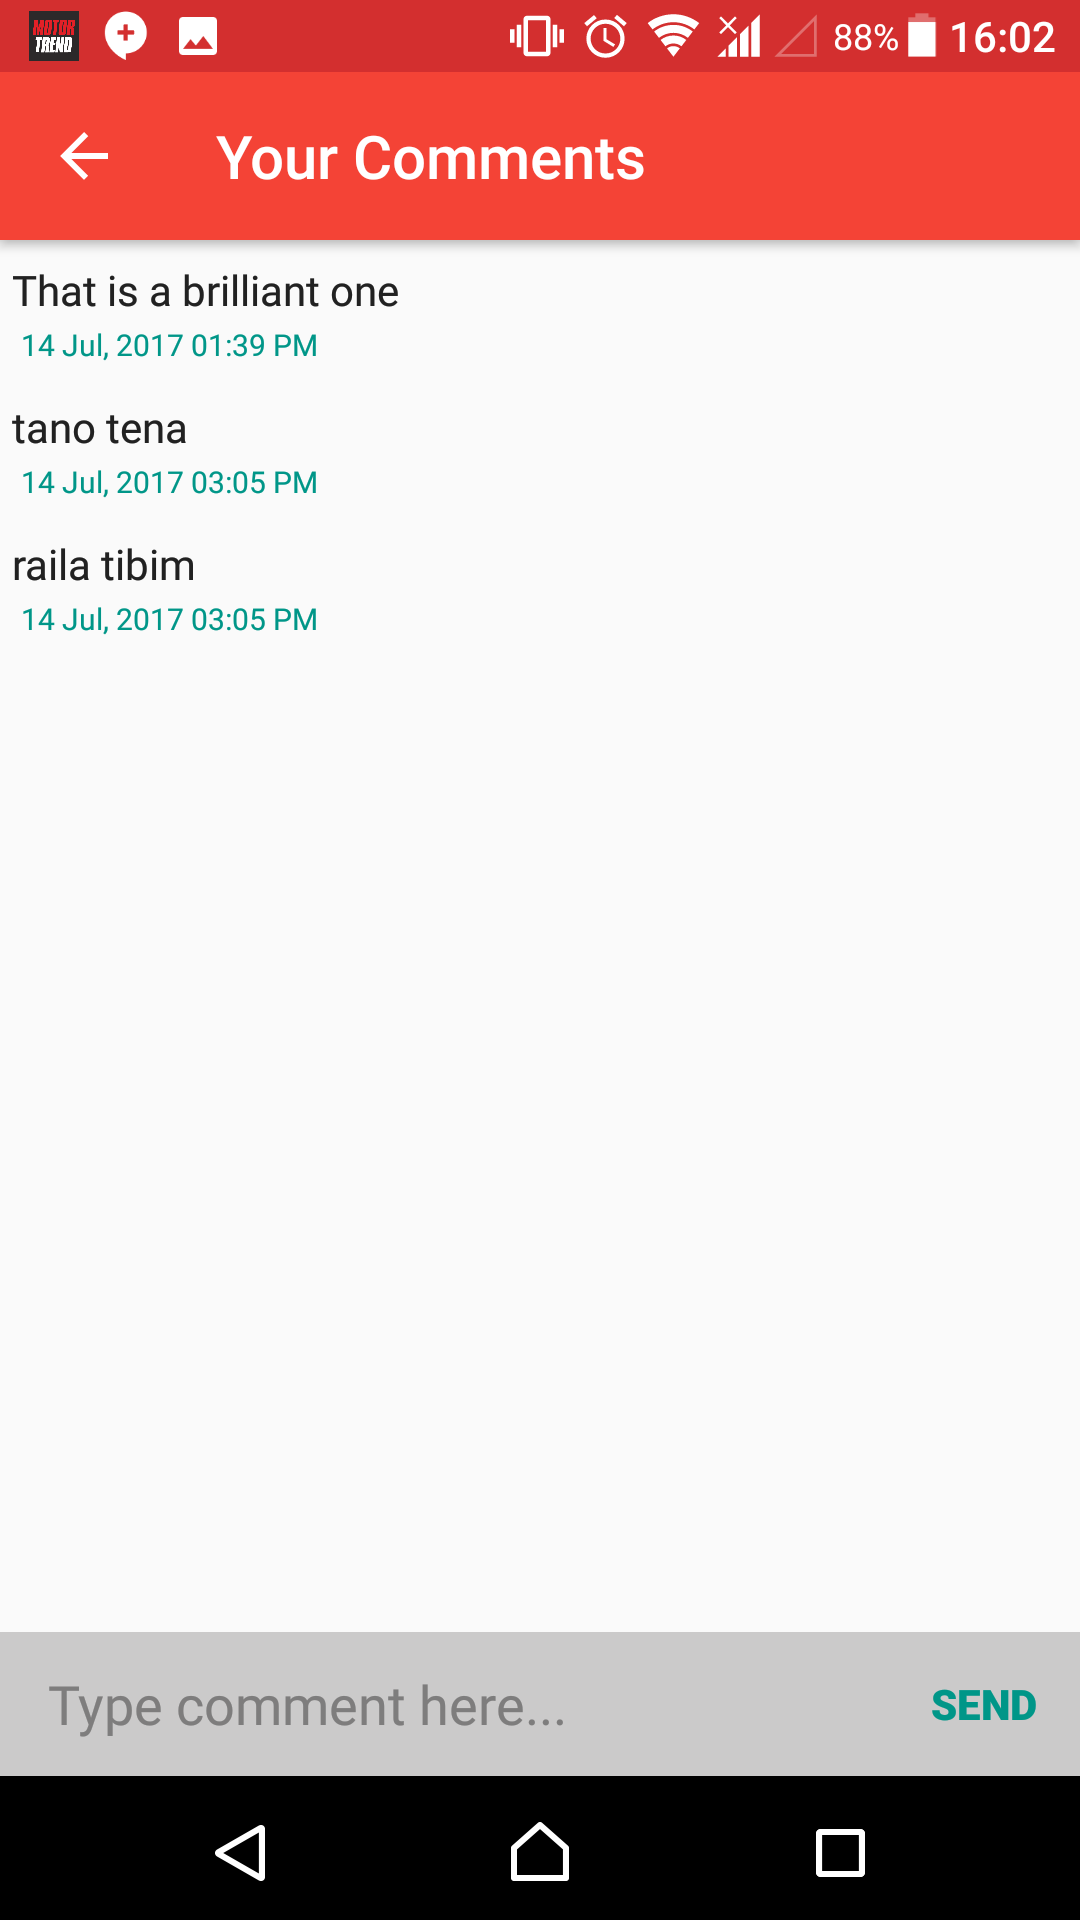 MOTOR
TREND
88% 16:02
Your Comments
That is a brilliant one
14 Jul, 2017 01:39 PM
tano tena
14 Jul, 2017 03:05 PM
raila tibim
14 Jul, 2017 03:05 PM
Type comment here... SEND